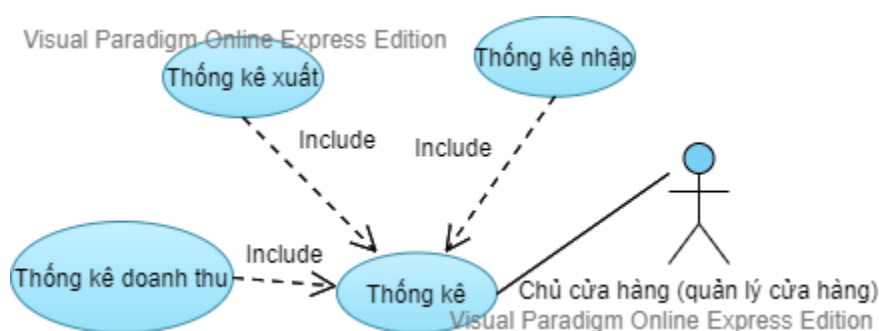 Visual Paradigm Online Express Edition
Thống kê xuất
Thống kê nhập
Include
Include
Include
Thống kê doanh thu
Thống kê
Chủ cửa hàng (quản lý cửa hàng)
Visual Paradigm Online Express Edition